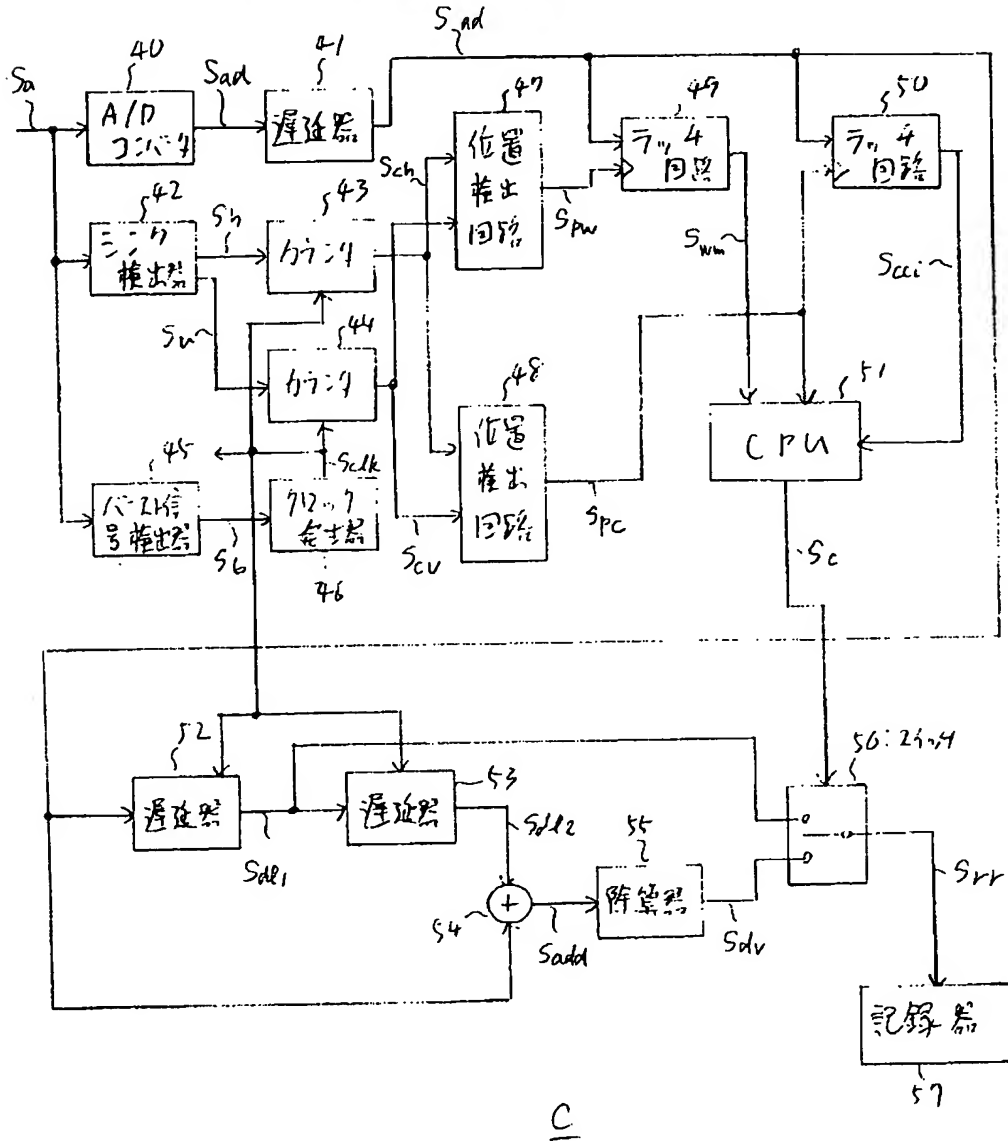 Sad
40
41
Sa
Sad
47
49
50
A/D
コンバータ
遅延器
位置
検出
回路
ラッチ
回路
ラッチ
回路
Sch
42
43
Spw
シンク
検出器
Sh
カウンタ
Swm
Scci
Sv
44
カウンタ
48
51
位置
検出
回路
CPU
45
Sclk
バースト信
号検出器
Sb
クロック
発生器
Spc
Scv
46
Sc
52
53
56:スイッチ
遅延器
遅延器
Sdl1
Sdl2
55
Srr
54
+
除算器
Sadd
Sdv
記録器
57
C